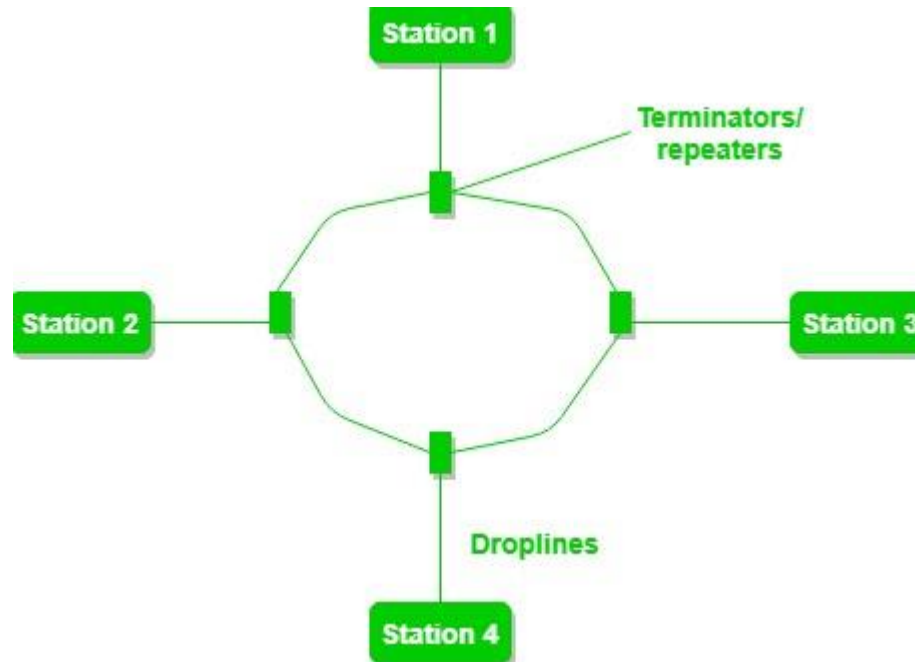 Station 1
Terminators/
repeaters
Station 2
Station 3
Droplines
Station 4